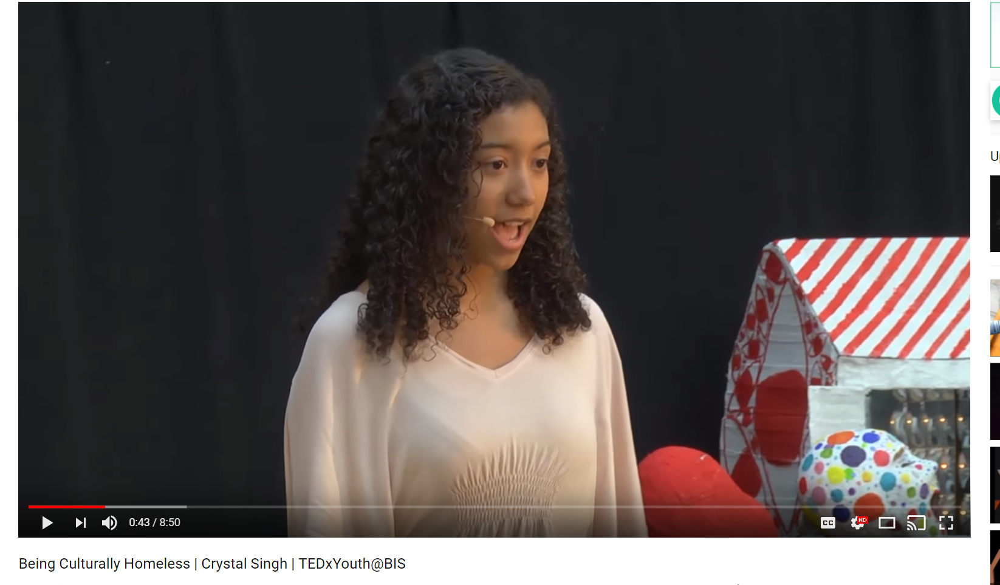 HD
CC
0:43 / 8:50
Being Culturally Homeless | Crystal Singh | TEDxYouth@BIS